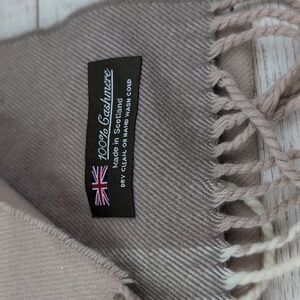 100% Cashmere
Made in Scotland
DRY CLEAN OR HAND WASH COLD